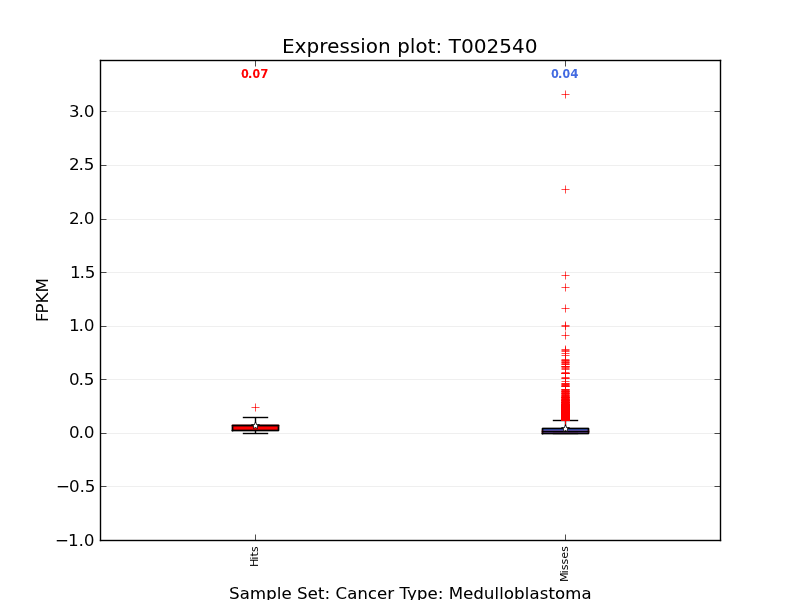 Expression plot: T002540
0.07
0.04
3.0
2.5
2.0
1.5
1.0
0.5
0.0
−0.5
−1.0
FPKM
Hits
Misses
Sample Set: Cancer Type: Medulloblastoma